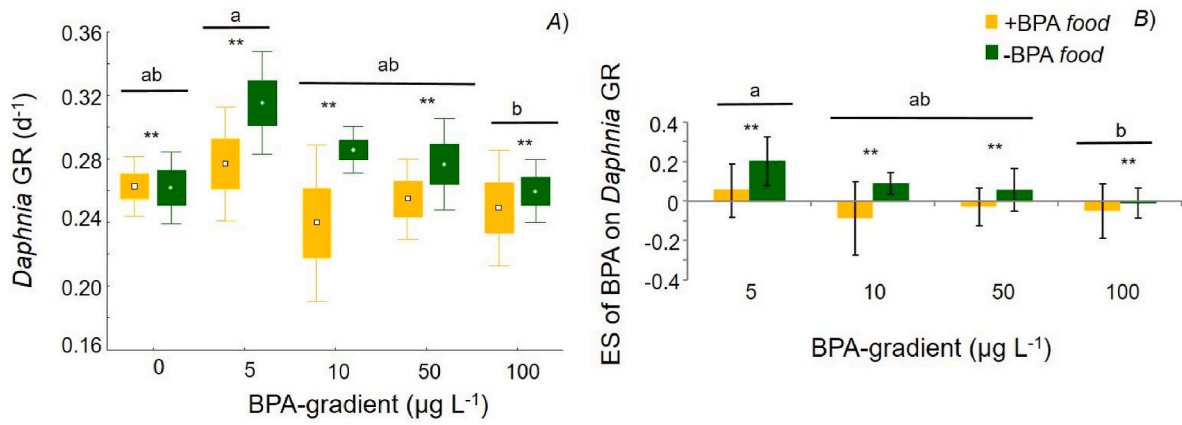 A)
Daphnia GR (d-1)
0.36
0.32
0.28
0.24
0.20
0.16
ab
**
a
**
ab
**
**
b
**
0
5
10
50
100
BPA-gradient (µg L-1)
B)
+BPA food
-BPA food
ES of BPA on Daphnia GR
0.4
0.2
0
-0.2
-0.4
a
**
ab
**
**
b
**
5
10
50
100
BPA-gradient (µg L-1)